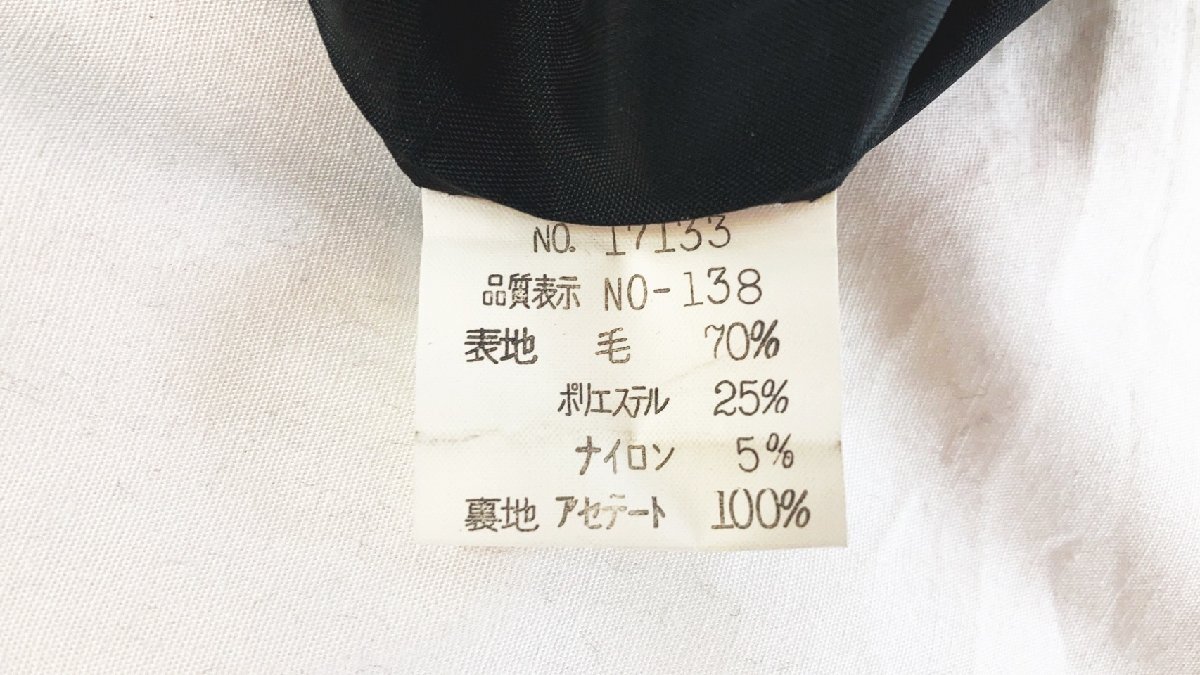 NO. 17133
品質表示 NO-138
表地 毛 70%
ポリエステル 25%
ナイロン 5%
裏地 アセテート 100%